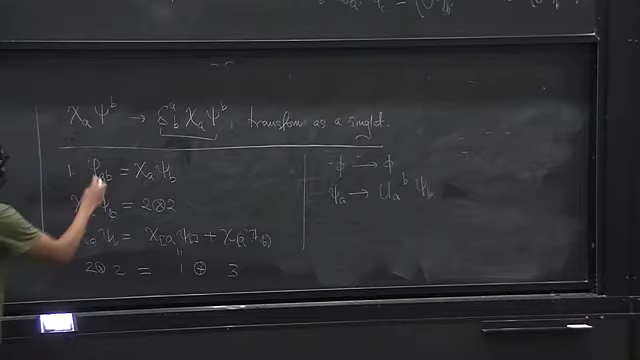 χ_a ψ^b → δ^a_b χ_a ψ^b, transform as a singlet.
1. φ_ab = χ_a ψ_b
ψ_b = 2⊗2
χ_a ψ_b = χ_[a ψ_b] + χ_(a ψ_b)
2⊗2 = 1 ⊕ 3
φ → φ
ψ_a → U_a^b ψ_b